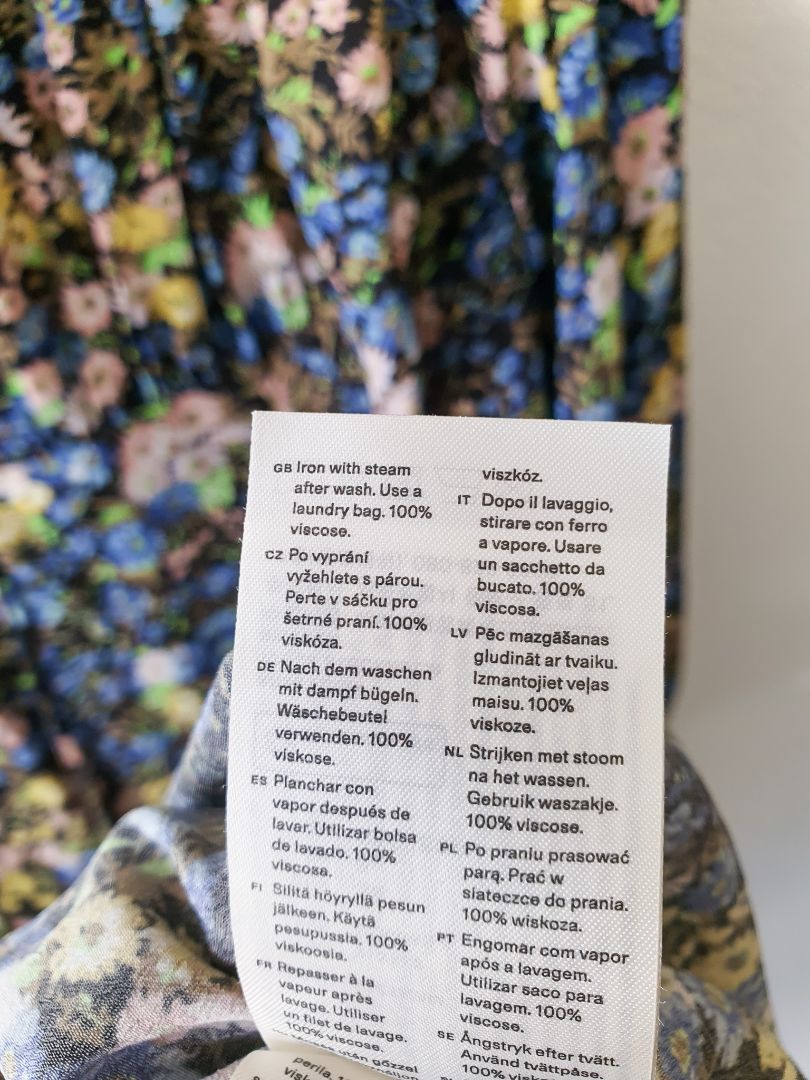 GB Iron with steam
after wash. Use a
laundry bag. 100%
viscose.
CZ Po vyprání
vyžehlete s párou.
Perte v sáčku pro
šetrné praní. 100%
viskóza.
DE Nach dem waschen
mit dampf bügeln.
Wäschebeutel
verwenden. 100%
viskose.
ES Planchar con
vapor después de
lavar. Utilizar bolsa
de lavado. 100%
viscosa.
FI Silitä höyryllä pesun
jälkeen. Käytä
pesupussia. 100%
viskoosia.
FR Repasser à la
vapeur après
lavage. Utiliser
un filet de lavage.
100% viscose.
után gőzzel
perila.
viszkóz.
IT Dopo il lavaggio,
stirare con ferro
a vapore. Usare
un sacchetto da
bucato. 100%
viscosa.
LV Pēc mazgāšanas
gludināt ar tvaiku.
Izmantojiet veļas
maisu. 100%
viskoze.
NL Strijken met stoom
na het wassen.
Gebruik waszakje.
100% viscose.
PL Po praniu prasować
parą. Prać w
siateczce do prania.
100% wiskoza.
PT Engomar com vapor
após a lavagem.
Utilizar saco para
lavagem. 100%
viscose.
SE Ångstryk efter tvätt.
Använd tvättpåse.
100% viskos.